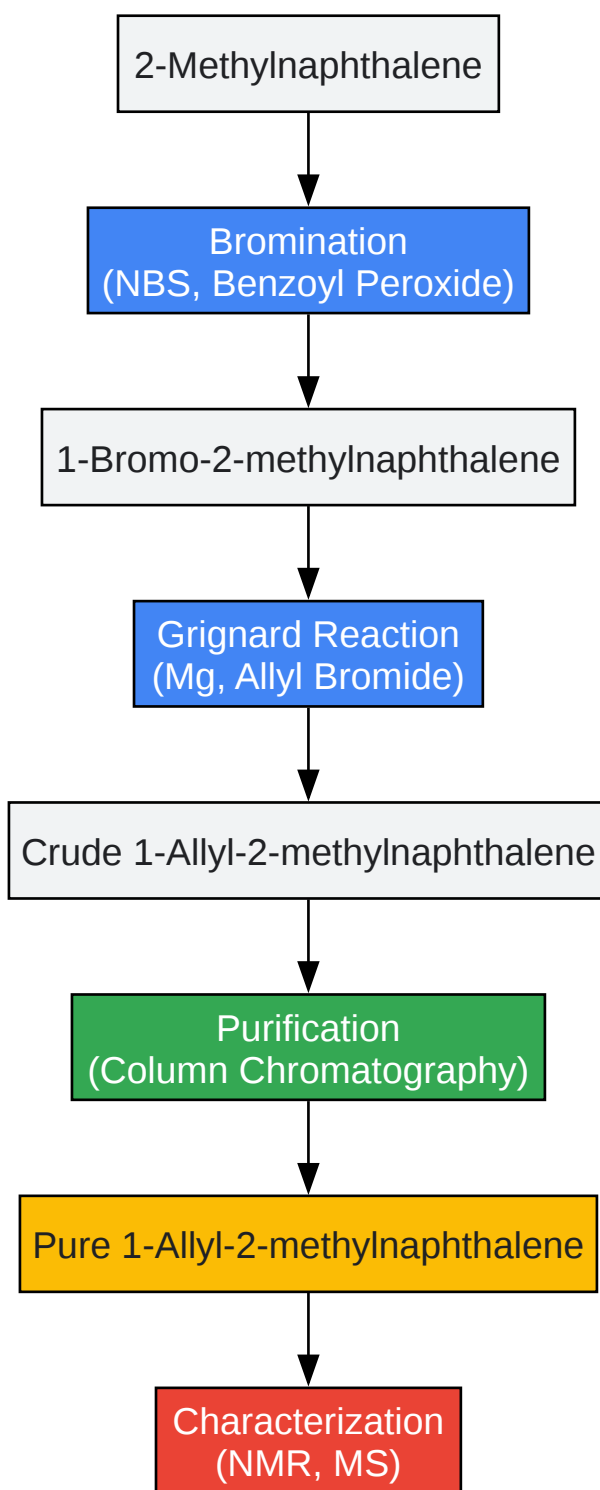 2-Methylnaphthalene
Bromination
(NBS, Benzoyl Peroxide)
1-Bromo-2-methylnaphthalene
Grignard Reaction
(Mg, Allyl Bromide)
Crude 1-Allyl-2-methylnaphthalene
Purification
(Column Chromatography)
Pure 1-Allyl-2-methylnaphthalene
Characterization
(NMR, MS)